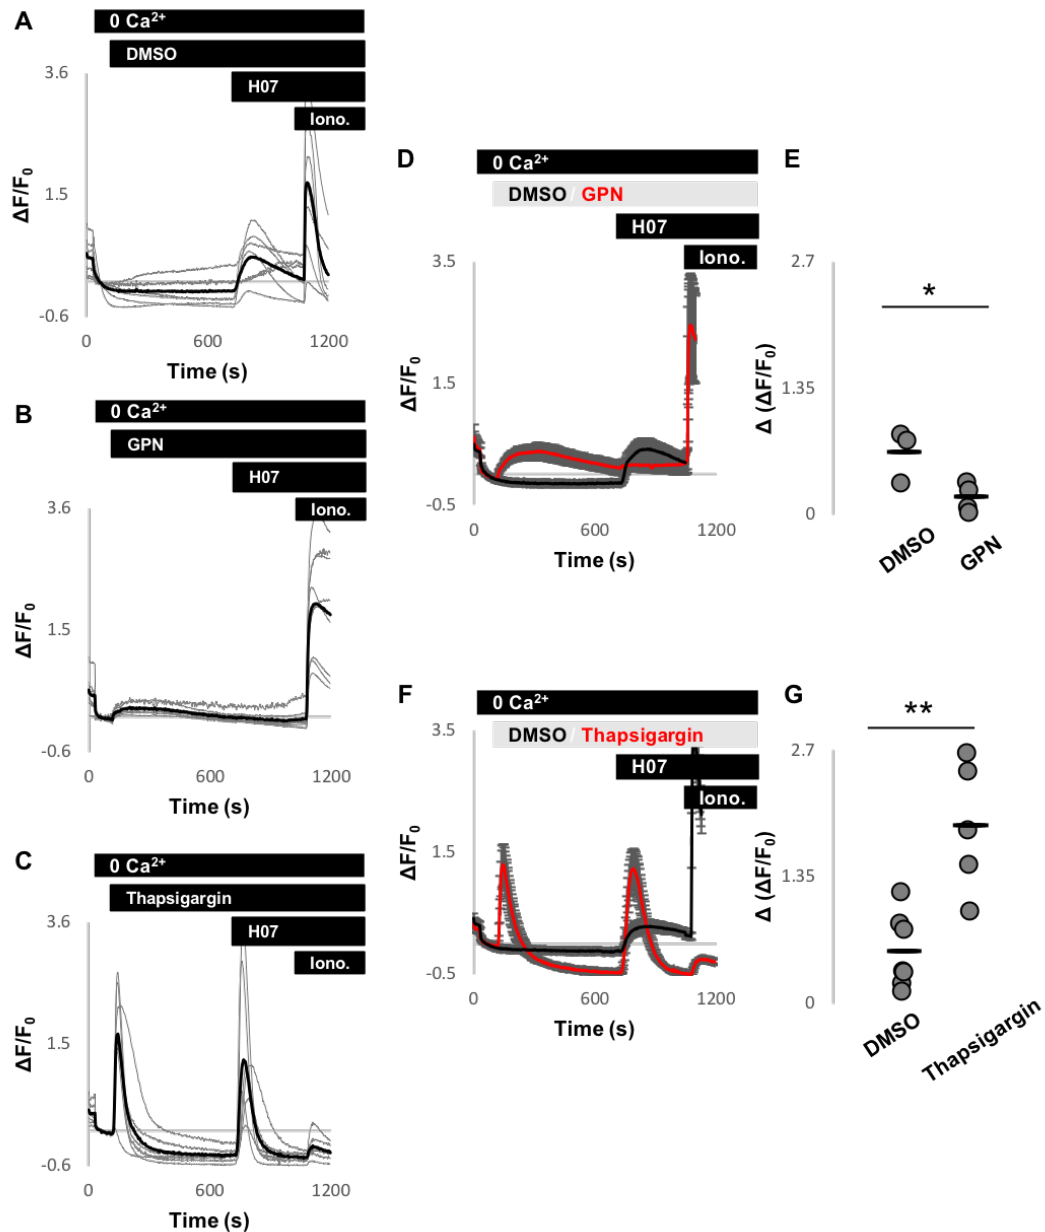 A
0 Ca²⁺
DMSO
H07
Iono.
3.6
1.5
-0.6
ΔF/F₀
0
600
1200
Time (s)
B
0 Ca²⁺
GPN
H07
Iono.
3.6
1.5
-0.6
ΔF/F₀
0
600
1200
Time (s)
C
0 Ca²⁺
Thapsigargin
H07
Iono.
3.6
1.5
-0.6
ΔF/F₀
0
600
1200
Time (s)
D
0 Ca²⁺
DMSO / GPN
H07
Iono.
3.5
1.5
-0.5
ΔF/F₀
0
600
1200
Time (s)
E
2.7
1.35
0
Δ (ΔF/F₀)
*
DMSO
GPN
F
0 Ca²⁺
DMSO / Thapsigargin
H07
Iono.
3.5
1.5
-0.5
ΔF/F₀
0
600
1200
Time (s)
G
2.7
1.35
0
Δ (ΔF/F₀)
**
DMSO
Thapsigargin